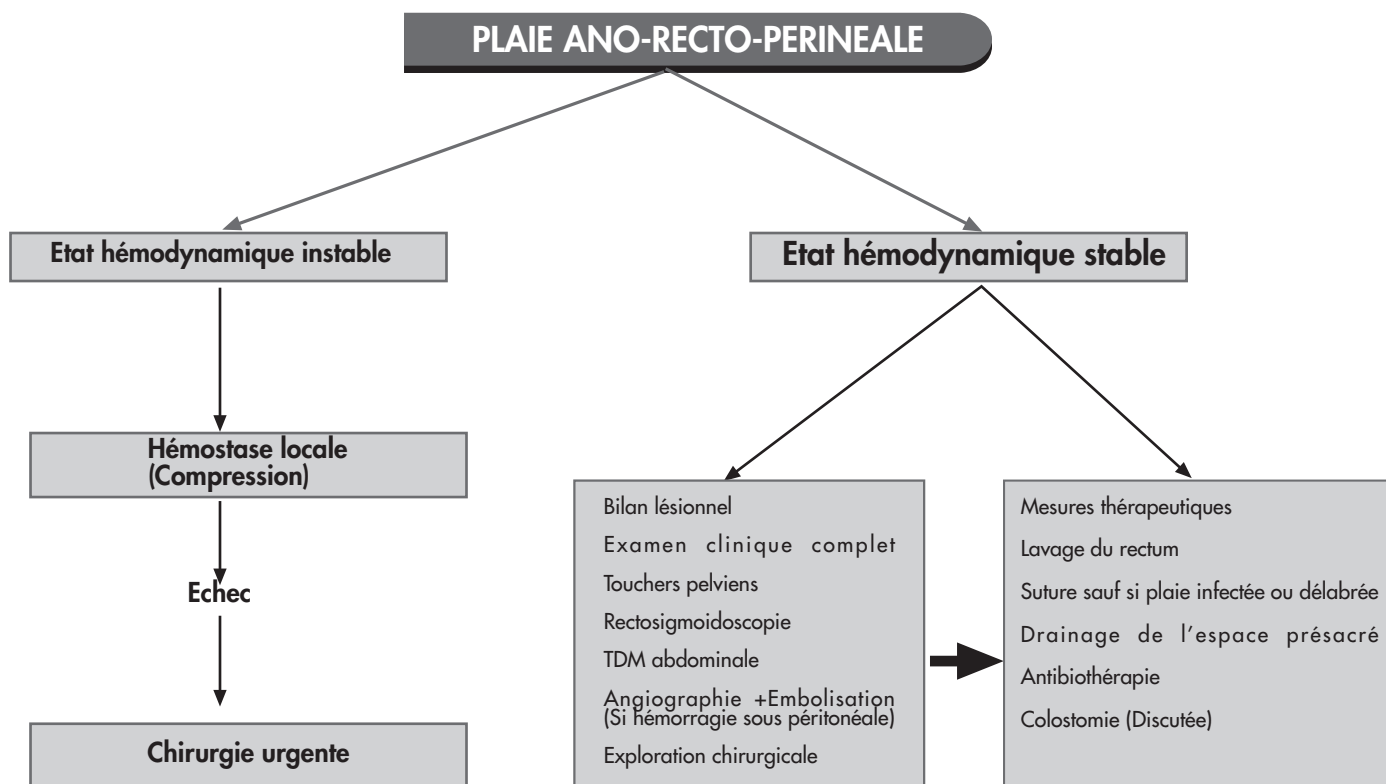 PLAIE ANO-RECTO-PERINEALE
Etat hémodynamique instable
Etat hémodynamique stable
Hémostase locale
(Compression)
Echec
Chirurgie urgente
Bilan lésionnel
Examen clinique complet
Touchers pelviens
Rectosigmoidoscopie
TDM abdominale
Angiographie +Embolisation
(Si hémorragie sous péritonéale)
Exploration chirurgicale
Mesures thérapeutiques
Lavage du rectum
Suture sauf si plaie infectée ou délabrée
Drainage de l’espace présacré
Antibiothérapie
Colostomie (Discutée)